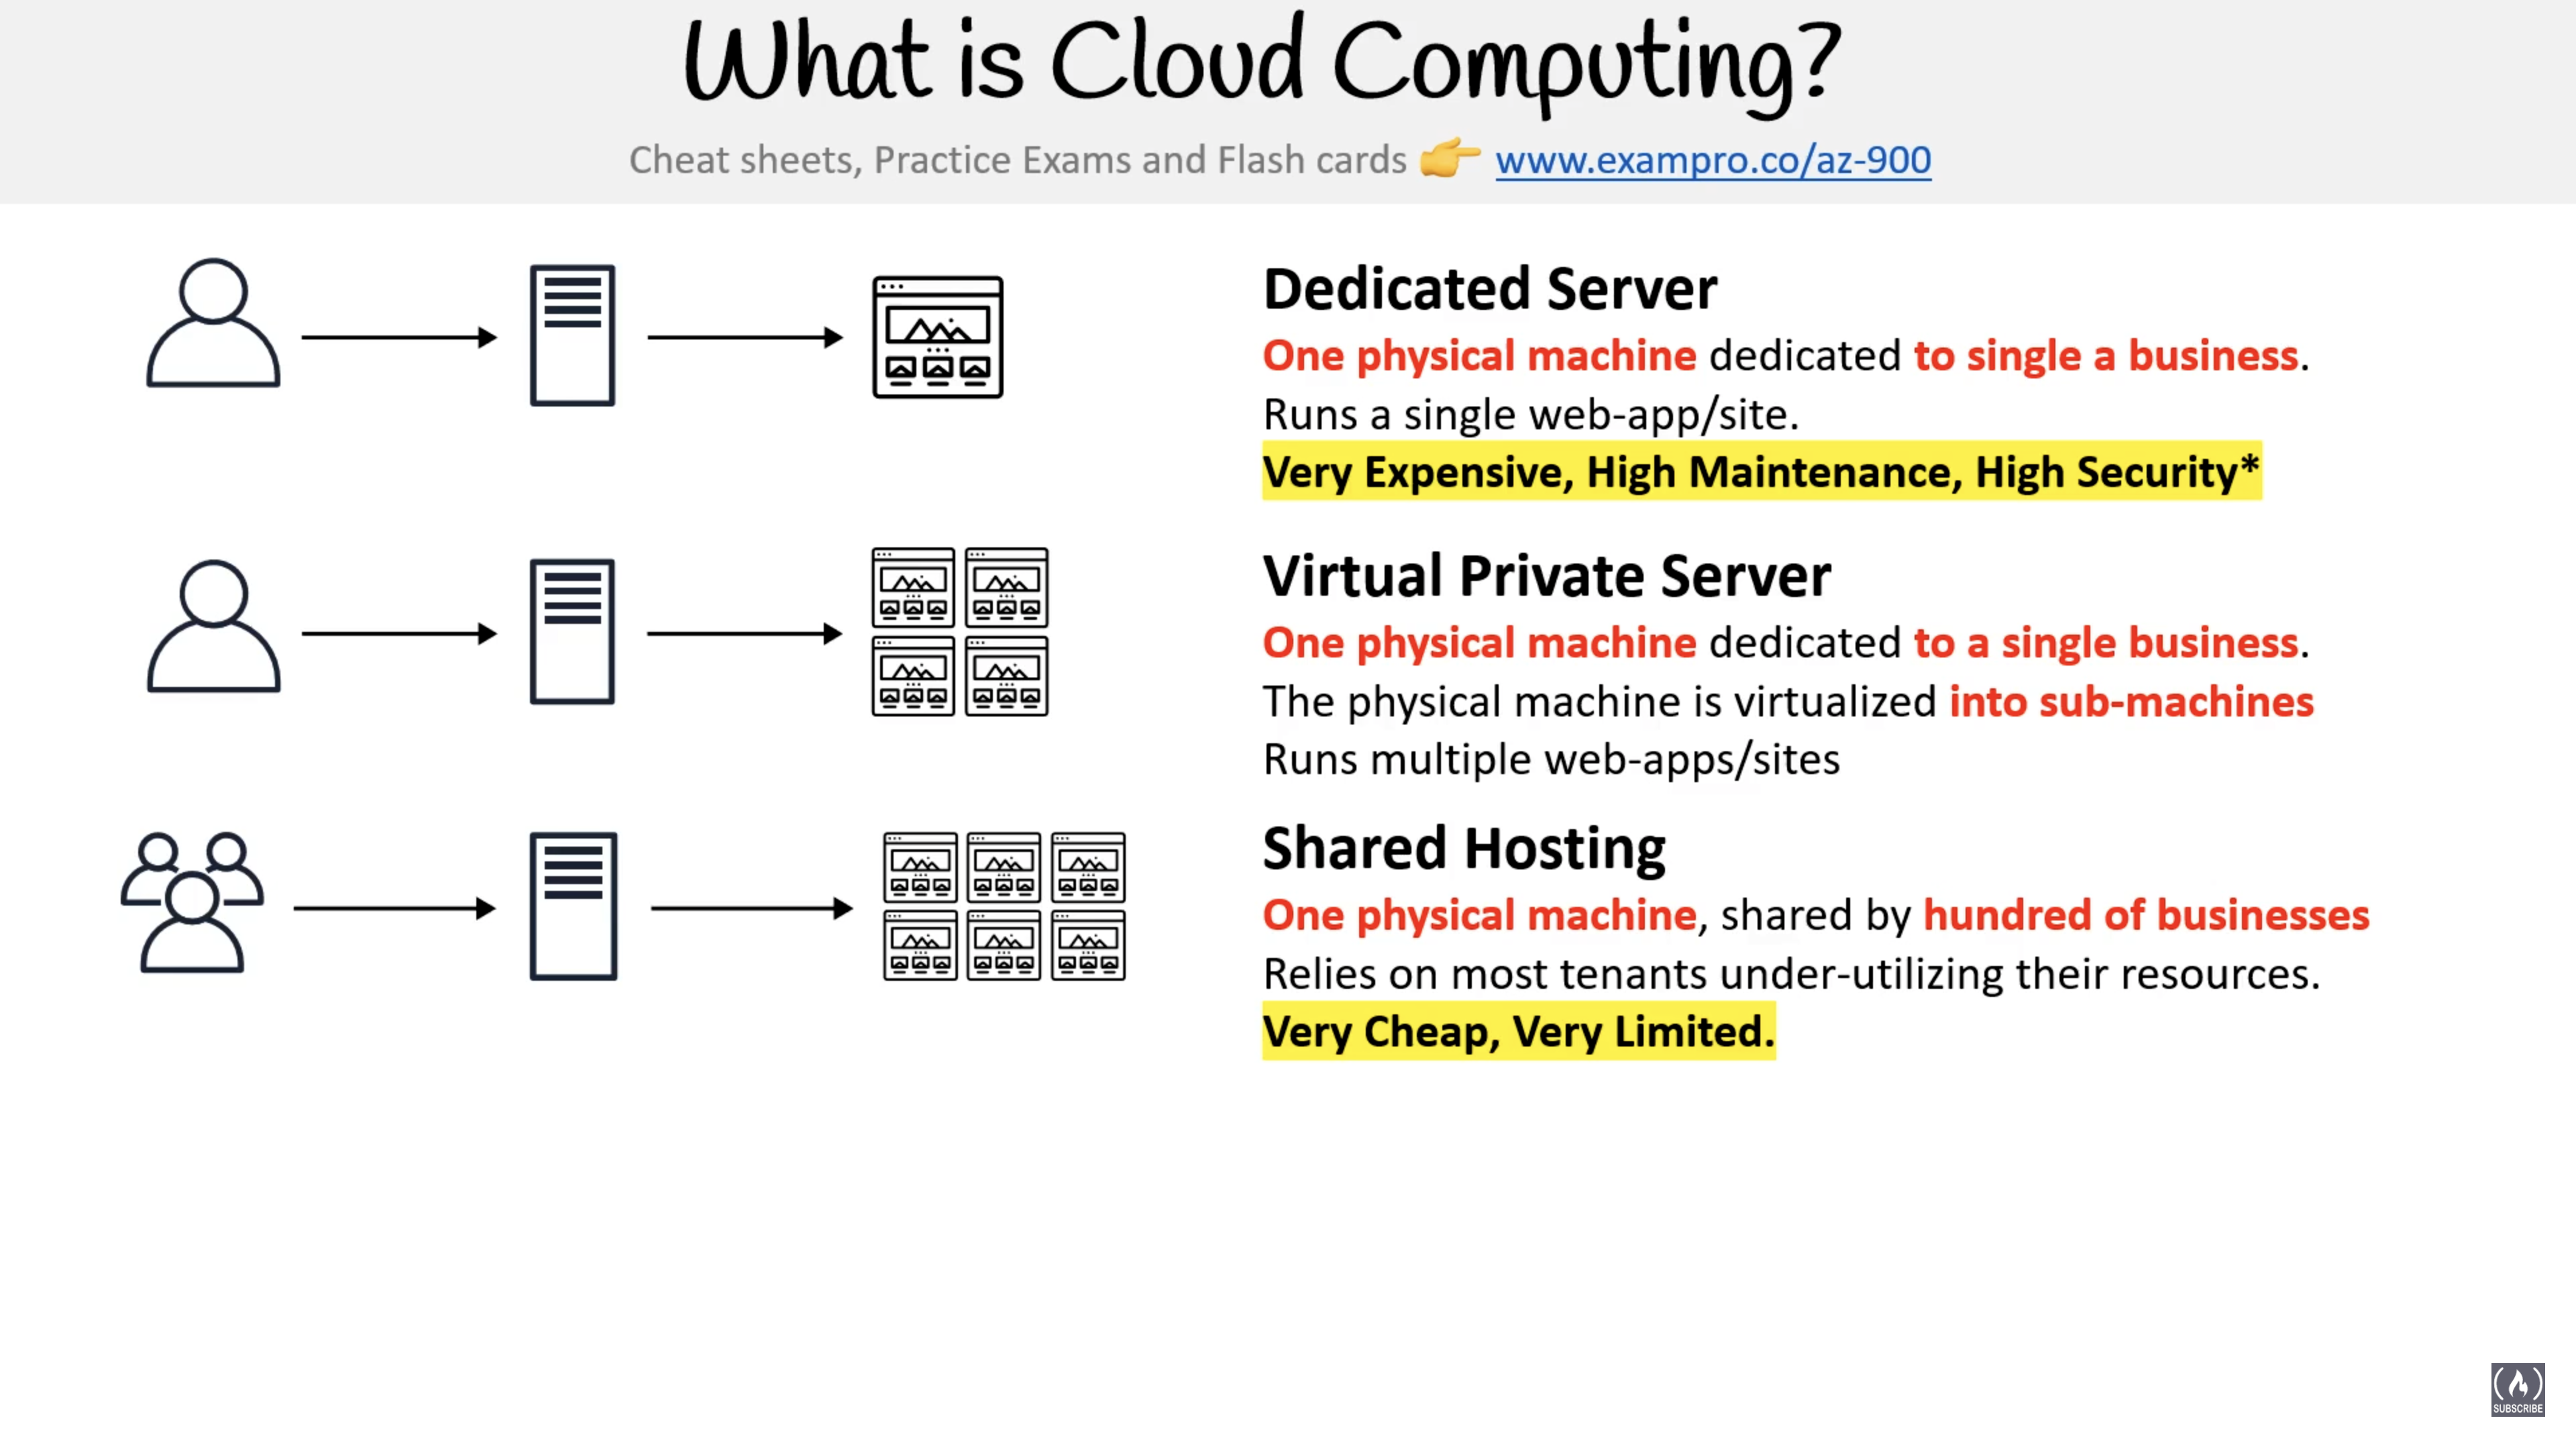 What is Cloud Computing?
Cheat sheets, Practice Exams and Flash cards 👉 www.exampro.co/az-900
Dedicated Server
One physical machine dedicated to single a business.
Runs a single web-app/site.
Very Expensive, High Maintenance, High Security*
Virtual Private Server
One physical machine dedicated to a single business.
The physical machine is virtualized into sub-machines
Runs multiple web-apps/sites
Shared Hosting
One physical machine, shared by hundred of businesses
Relies on most tenants under-utilizing their resources.
Very Cheap, Very Limited.
SUBSCRIBE